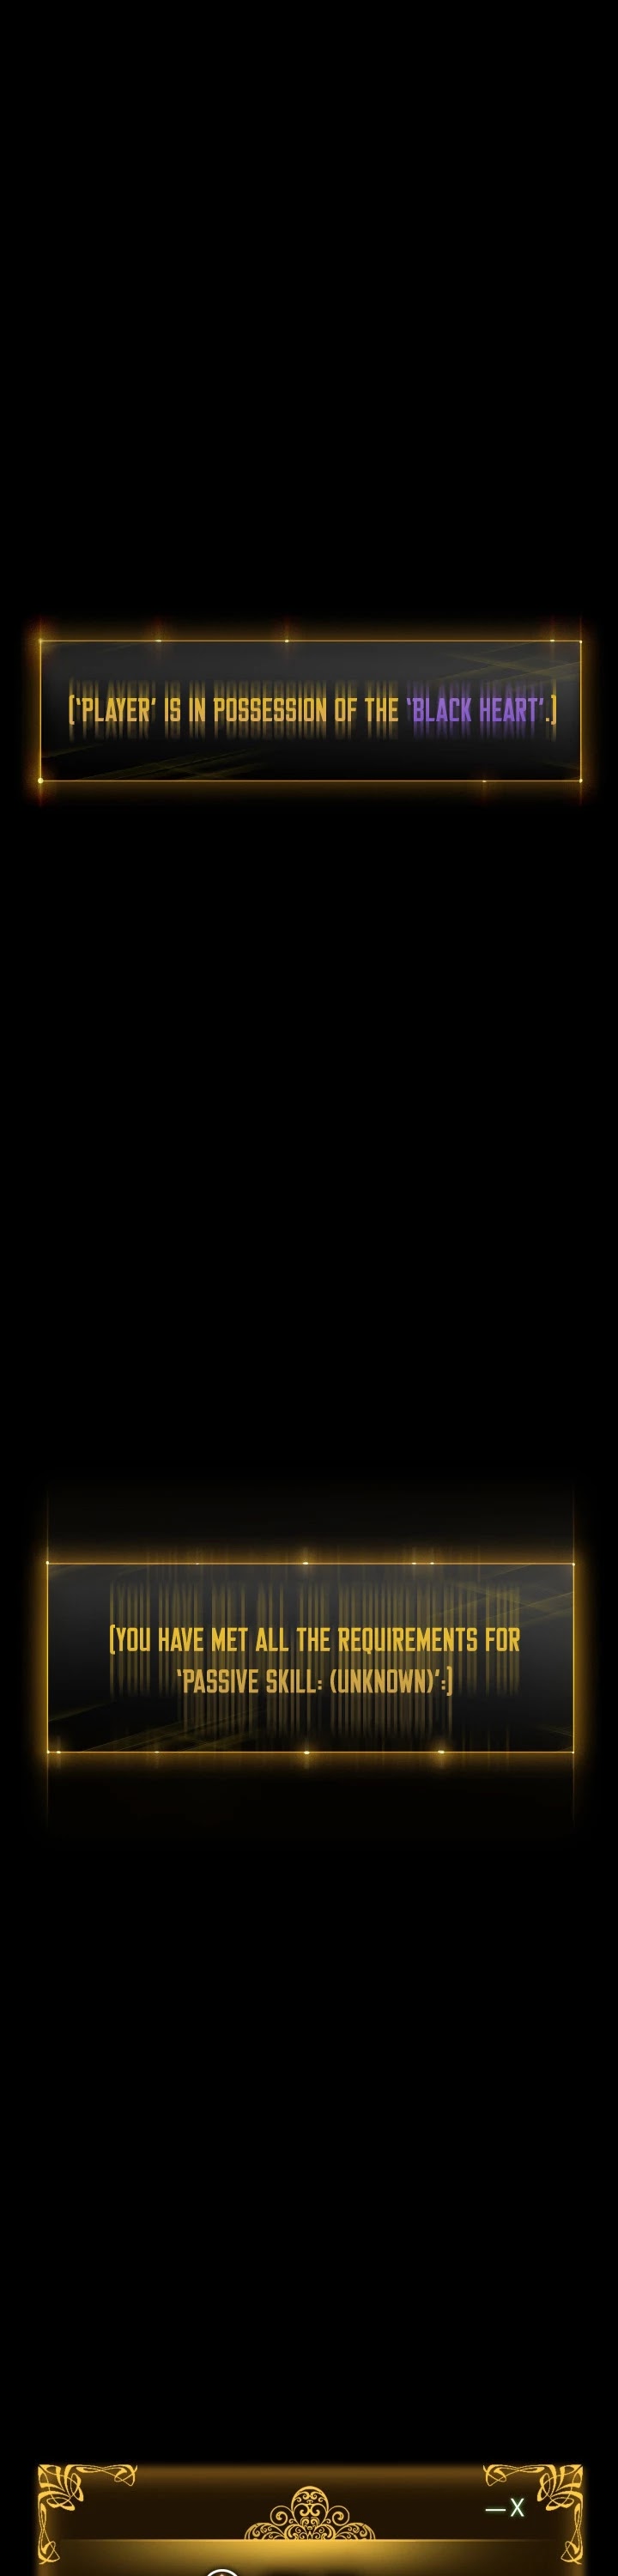 ['PLAYER' IS IN POSSESSION OF THE 'BLACK HEART'.]
[YOU HAVE MET ALL THE REQUIREMENTS FOR
'PASSIVE SKILL: (UNKNOWN)':]
—X